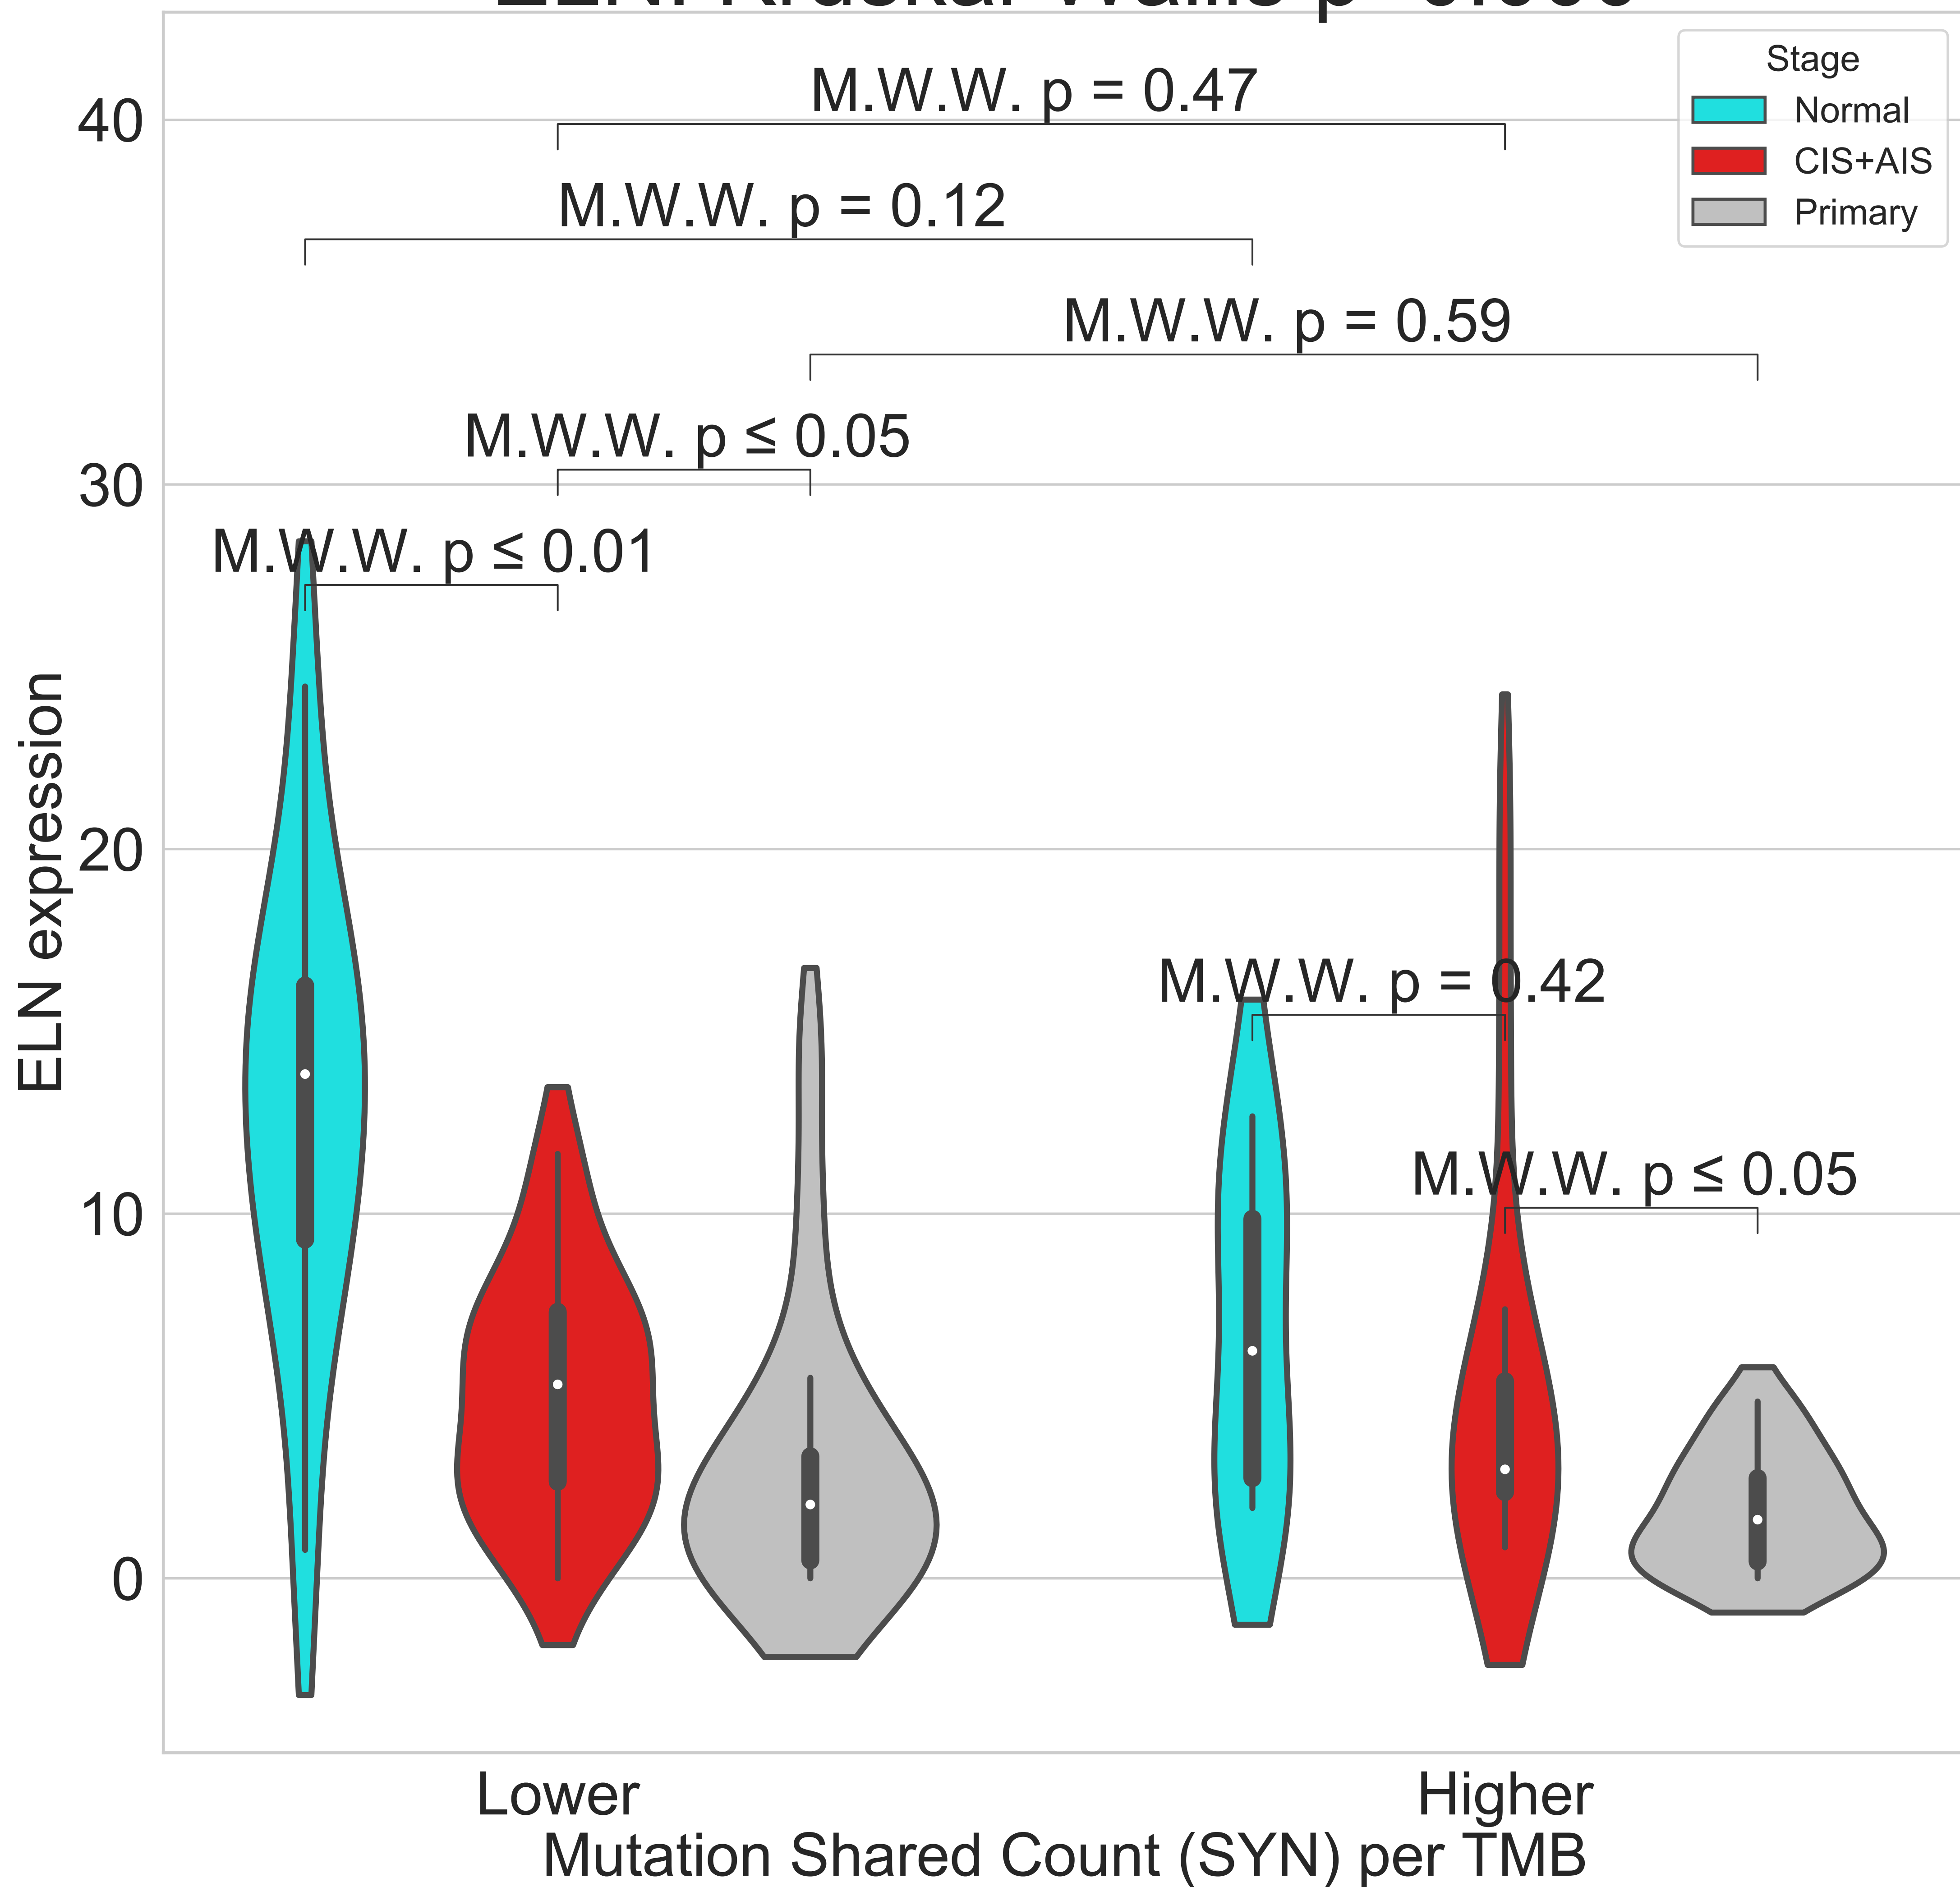 Stage
Normal
CIS+AIS
Primary
M.W.W. p = 0.47
M.W.W. p = 0.12
M.W.W. p = 0.59
M.W.W. p ≤ 0.05
M.W.W. p ≤ 0.01
M.W.W. p = 0.42
M.W.W. p ≤ 0.05
40
30
20
10
0
ELN expression
Lower
Higher
Mutation Shared Count (SYN) per TMB